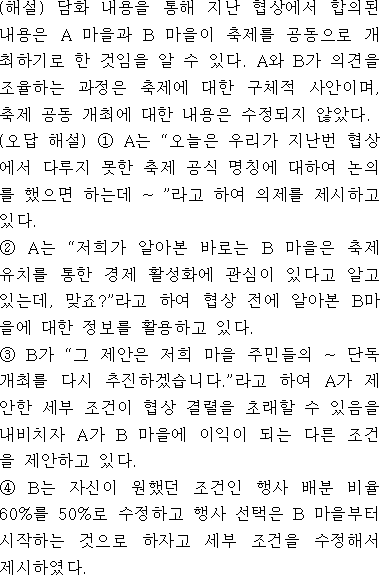 (해설) 담화 내용을 통해 지난 협상에서 합의된
내용은 A 마을과 B 마을이 축제를 공동으로 개
최하기로 한 것임을 알 수 있다. A와 B가 의견을
조율하는 과정은 축제에 대한 구체적 사안이며,
축제 공동 개최에 대한 내용은 수정되지 않았다.
(오답 해설) ① A는 “오늘은 우리가 지난번 협상
에서 다루지 못한 축제 공식 명칭에 대하여 논의
를 했으면 하는데 ~ ”라고 하여 의제를 제시하고
있다.
② A는 “저희가 알아본 바로는 B 마을은 축제
유치를 통한 경제 활성화에 관심이 있다고 알고
있는데, 맞죠?”라고 하여 협상 전에 알아본 B마
을에 대한 정보를 활용하고 있다.
③ B가 “그 제안은 저희 마을 주민들의 ~ 단독
개최를 다시 추진하겠습니다.”라고 하여 A가 제
안한 세부 조건이 협상 결렬을 초래할 수 있음을
내비치자 A가 B 마을에 이익이 되는 다른 조건
을 제안하고 있다.
④ B는 자신이 원했던 조건인 행사 배분 비율
60%를 50%로 수정하고 행사 선택은 B 마을부터
시작하는 것으로 하자고 세부 조건을 수정해서
제시하였다.